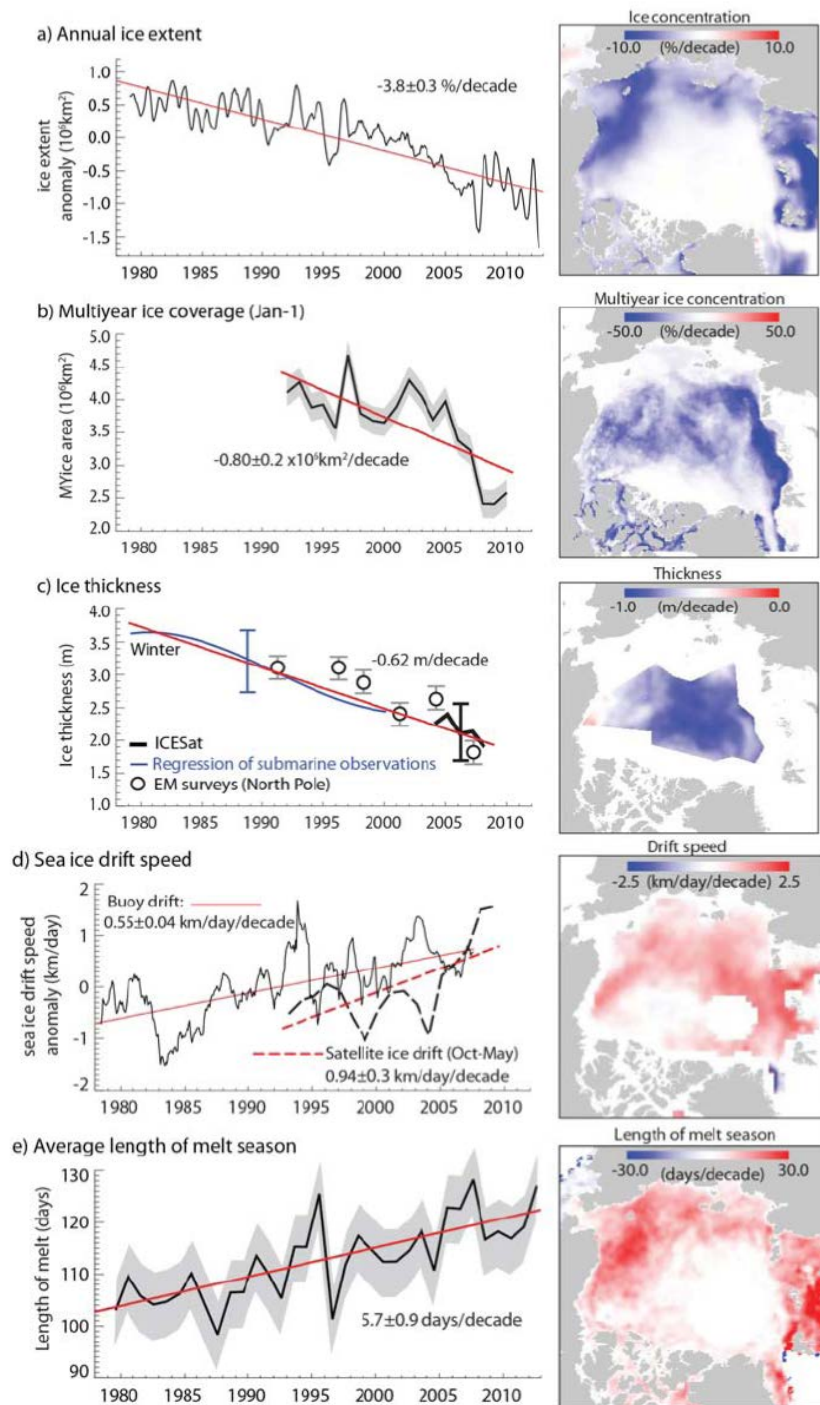 a) Annual ice extent
-3.8±0.3 %/decade
ice extent
anomaly (10⁶km²)
1.0
0.5
0.0
-0.5
-1.0
-1.5
1980 1985 1990 1995 2000 2005 2010
Ice concentration
-10.0 (%/decade) 10.0
b) Multiyear ice coverage (Jan-1)
MYice area (10⁶km²)
5.0
4.5
4.0
3.5
3.0
2.5
2.0
-0.80±0.2 x10⁶km²/decade
1980 1985 1990 1995 2000 2005 2010
Multiyear ice concentration
-50.0 (%/decade) 50.0
c) Ice thickness
Ice thickness (m)
4.0
3.5
3.0
2.5
2.0
1.5
1.0
Winter
-0.62 m/decade
ICESat
Regression of submarine observations
EM surveys (North Pole)
1980 1985 1990 1995 2000 2005 2010
Thickness
-1.0 (m/decade) 0.0
d) Sea ice drift speed
sea ice drift speed
anomaly (km/day)
2
1
0
-1
-2
Buoy drift:
0.55±0.04 km/day/decade
Satellite ice drift (Oct-May)
0.94±0.3 km/day/decade
1980 1985 1990 1995 2000 2005 2010
Drift speed
-2.5 (km/day/decade) 2.5
e) Average length of melt season
Length of melt (days)
130
120
110
100
90
5.7±0.9 days/decade
1980 1985 1990 1995 2000 2005 2010
Length of melt season
-30.0 (days/decade) 30.0